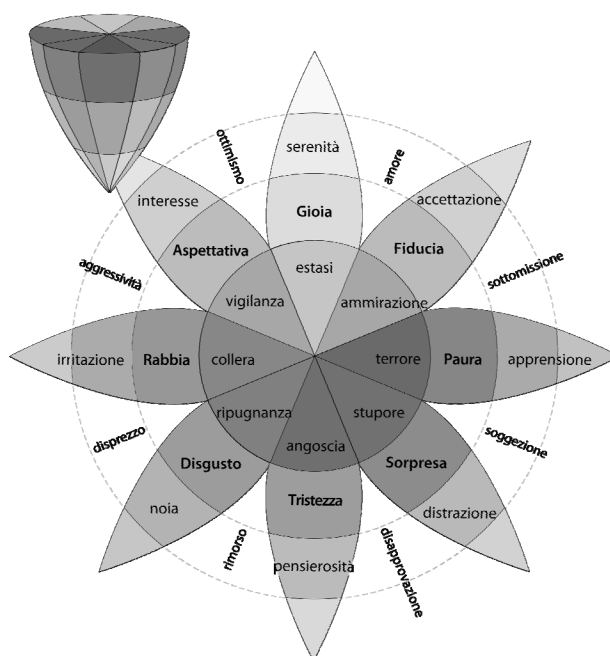 serenità
ottimismo
amore
interesse
accettazione
Gioia
Aspettativa
Fiducia
estasi
aggressività
sottomissione
vigilanza
ammirazione
irritazione
Rabbia
collera
terrore
Paura
apprensione
ripugnanza
stupore
disprezzo
soggezione
angoscia
Disgusto
Sorpresa
Tristezza
noia
distrazione
rimorso
pensierosità
disapprovazione